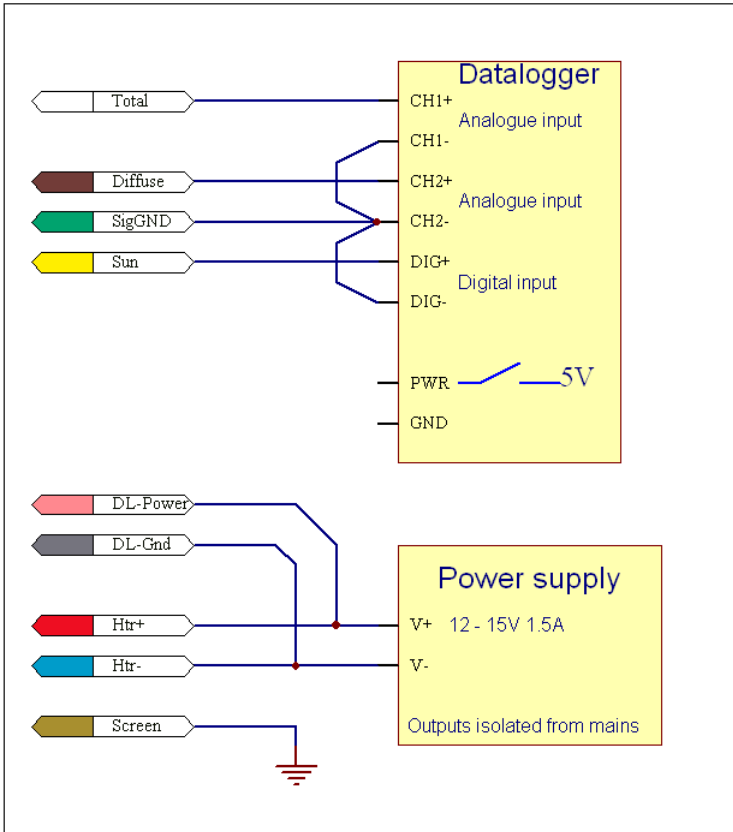 Datalogger
Total
CH1+
Analogue input
CH1-
Diffuse
CH2+
Analogue input
SigGND
CH2-
Sun
DIG+
Digital input
DIG-
PWR
5V
GND
DL-Power
DL-Gnd
Power supply
Htr+
V+
12 - 15V 1.5A
Htr-
V-
Screen
Outputs isolated from mains